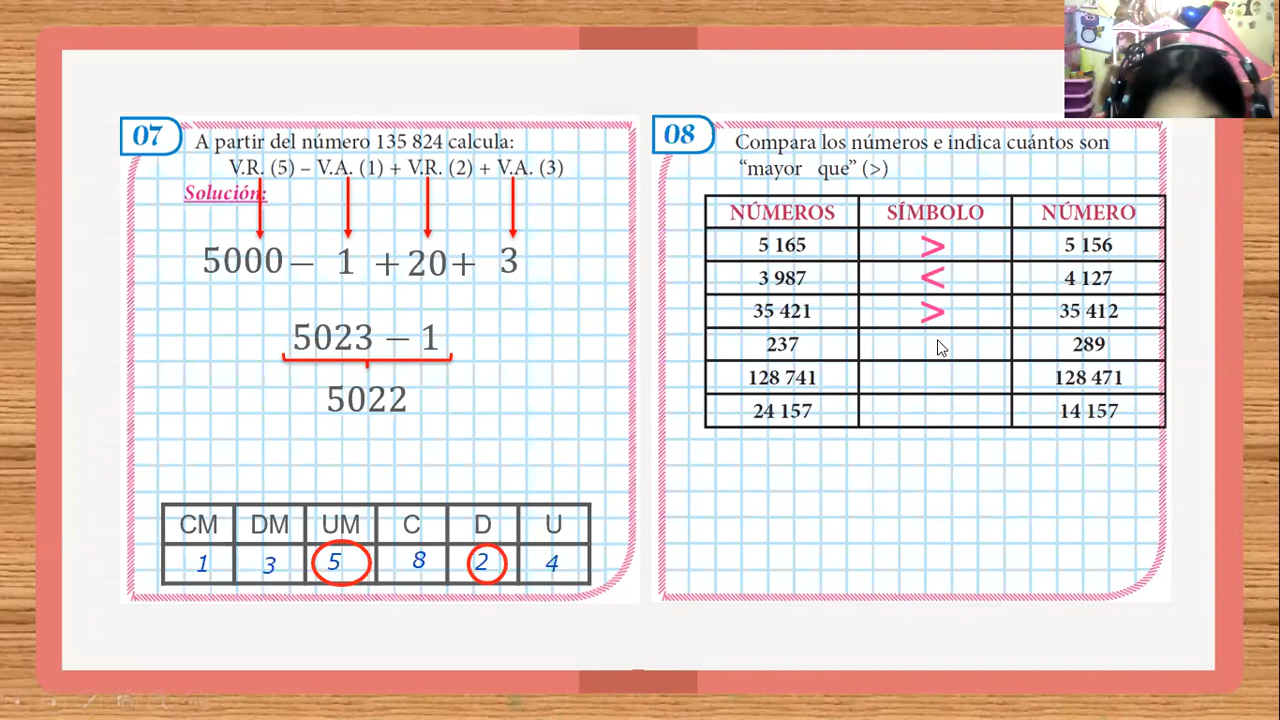 07
A partir del número 135 824 calcula:
V.R. (5) – V.A. (1) + V.R. (2) + V.A. (3)
Solución:
5000 − 1 + 20 + 3
5023 − 1
5022
CM DM UM C D U
1 3 5 8 2 4
08
Compara los números e indica cuántos son
“mayor que” (>)
NÚMEROS SÍMBOLO NÚMERO
5 165 > 5 156
3 987 < 4 127
35 421 > 35 412
237 289
128 741 128 471
24 157 14 157